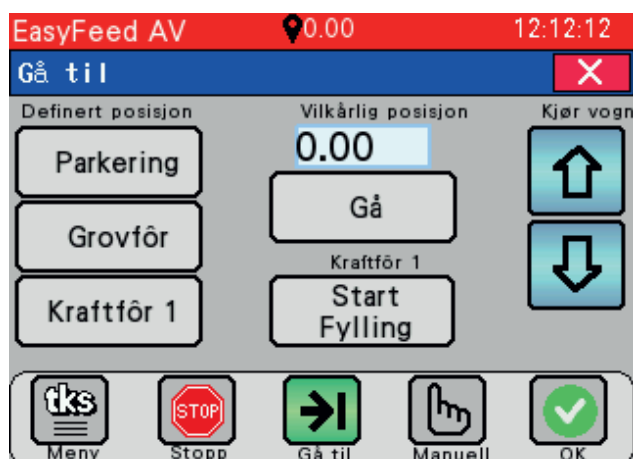 EasyFeed AV 0.00 12:12:12
Gå til
Definert posisjon Vilkårlig posisjon Kjør vogn
0.00
Parkering
Gå
Grovfôr
Kraftfôr 1
Kraftfôr 1
Start
Fylling
tks STOP
Meny Stopp Gå til Manuell OK